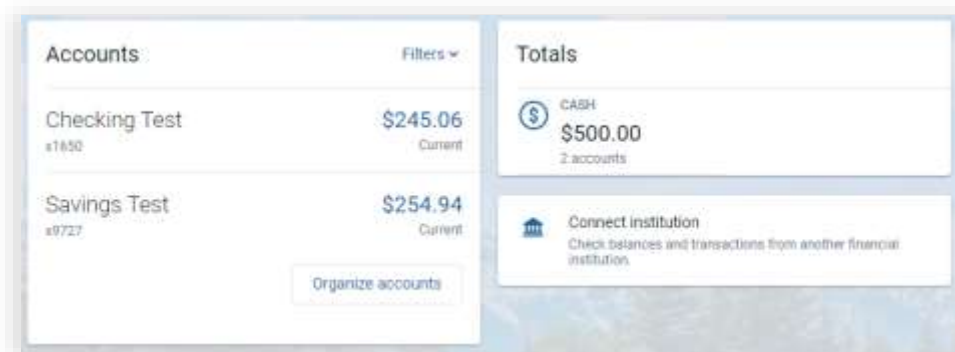 Accounts
Filters
Checking Test
$245.06
x1650
Current
Savings Test
$254.94
x9727
Current
Organize accounts
Totals
CASH
$500.00
2 accounts
Connect institution
Check balances and transactions from another financial
institution.